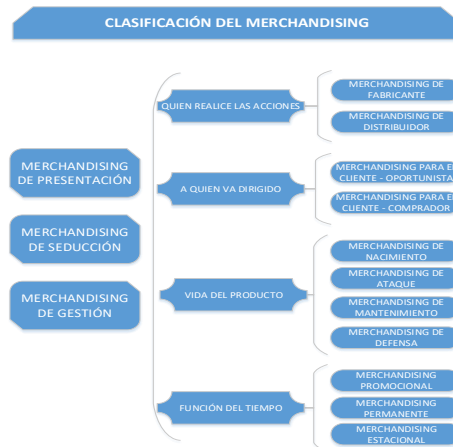 CLASIFICACIÓN DEL MERCHANDISING
MERCHANDISING
DE PRESENTACIÓN
MERCHANDISING
DE SEDUCCIÓN
MERCHANDISING
DE GESTIÓN
QUIEN REALICE LAS ACCIONES
MERCHANDISING DE
FABRICANTE
MERCHANDISING DE
DISTRIBUIDOR
A QUIEN VA DIRIGIDO
MERCHANDISING PARA EL
CLIENTE - OPORTUNISTA
MERCHANDISING PARA EL
CLIENTE - COMPRADOR
VIDA DEL PRODUCTO
MERCHANDISING DE
NACIMIENTO
MERCHANDISING DE
ATAQUE
MERCHANDISING DE
MANTENIMIENTO
MERCHANDISING DE
DEFENSA
FUNCIÓN DEL TIEMPO
MERCHANDISING
PROMOCIONAL
MERCHANDISING
PERMANENTE
MERCHANDISING
ESTACIONAL